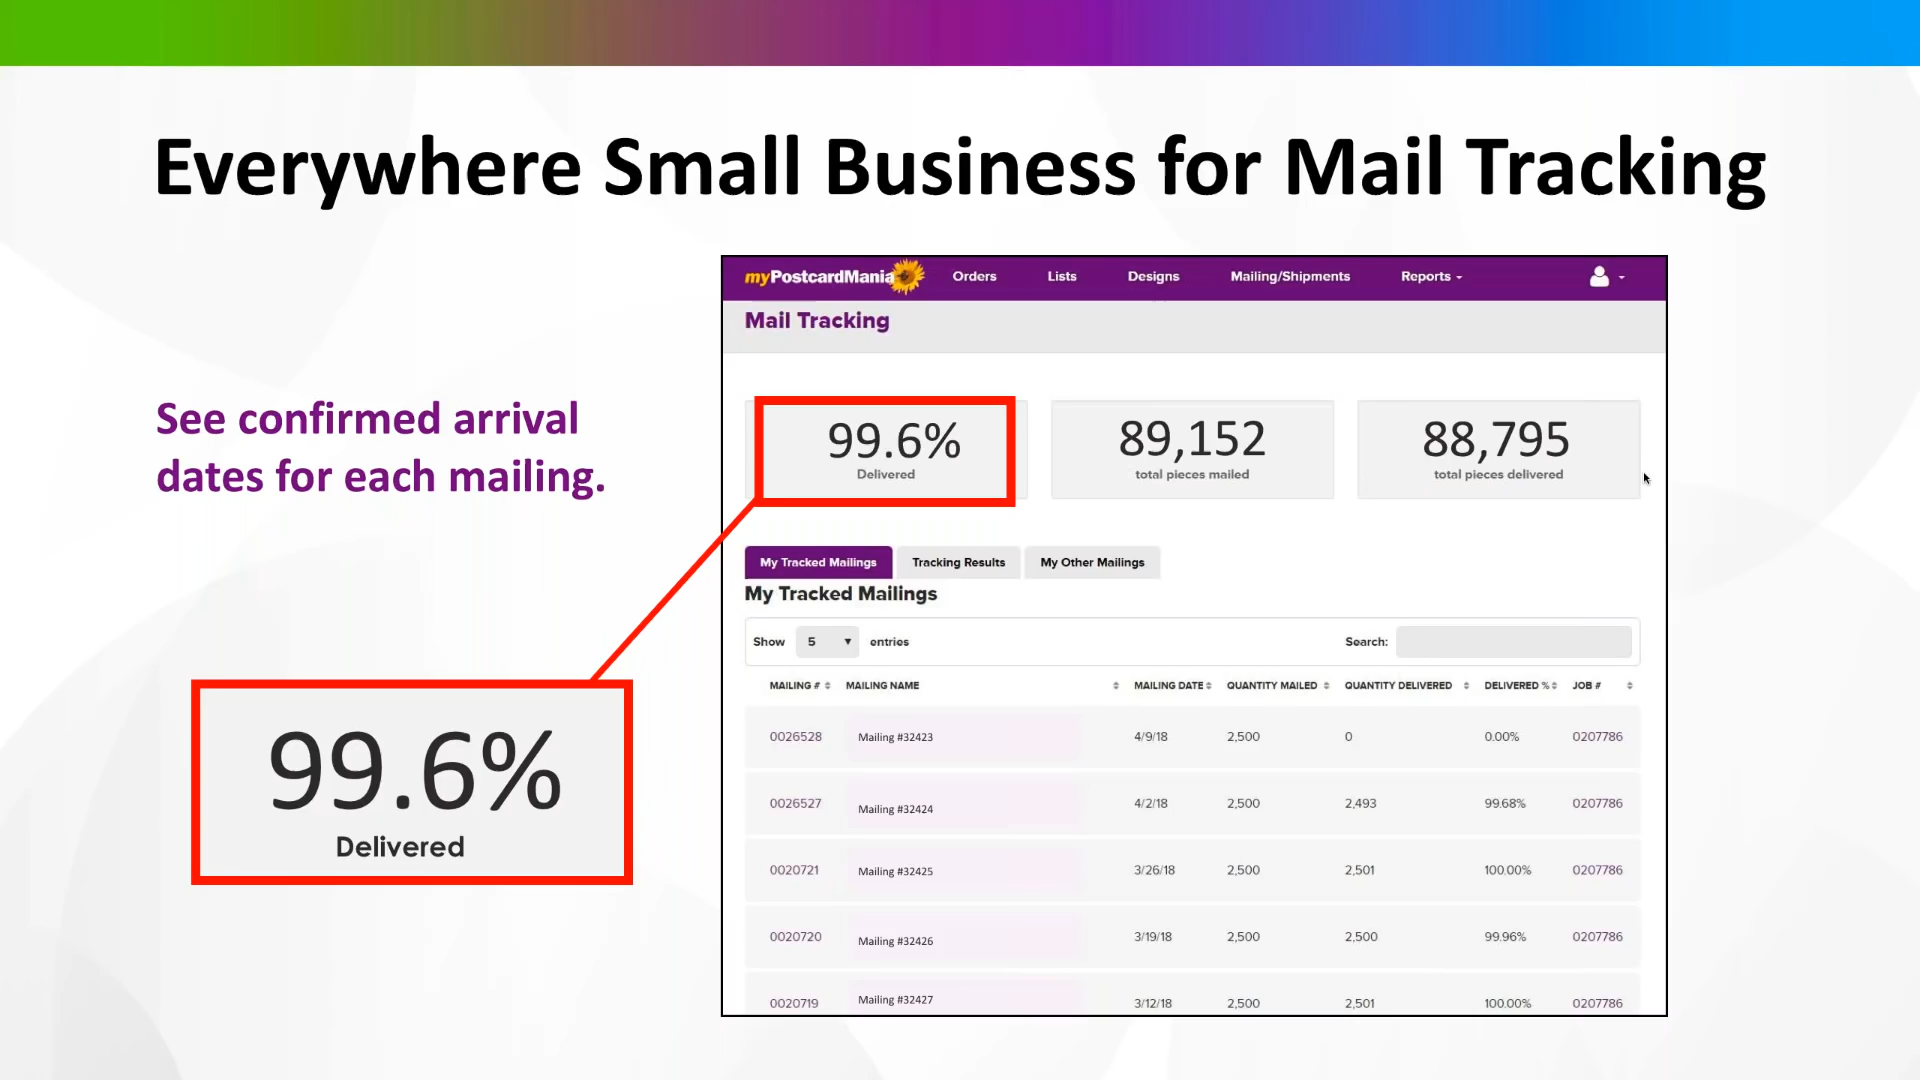 Everywhere Small Business for Mail Tracking
See confirmed arrival
dates for each mailing.
99.6%
Delivered
myPostcardMania Orders Lists Designs Mailing/Shipments Reports
Mail Tracking
99.6% 89,152 88,795
Delivered total pieces mailed total pieces delivered
My Tracked Mailings Tracking Results My Other Mailings
My Tracked Mailings
Show 5 entries Search:
MAILING # MAILING NAME MAILING DATE QUANTITY MAILED QUANTITY DELIVERED DELIVERED % JOB #
0026528 Mailing #32423 4/9/18 2,500 0 0.00% 0207786
0026527 Mailing #32424 4/2/18 2,500 2,493 99.68% 0207786
0020721 Mailing #32425 3/26/18 2,500 2,501 100.00% 0207786
0020720 Mailing #32426 3/19/18 2,500 2,500 99.96% 0207786
0020719 Mailing #32427 3/12/18 2,500 2,501 100.00% 0207786